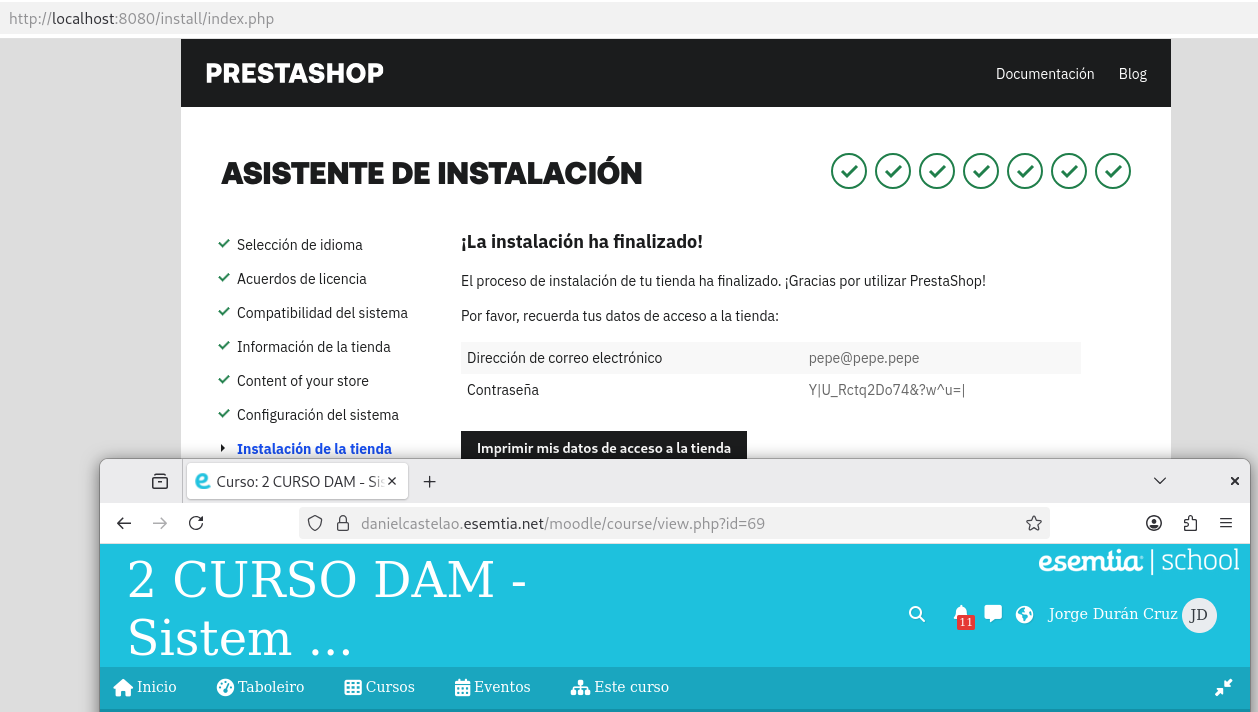 http://localhost:8080/install/index.php
PRESTASHOP
Documentación Blog
ASISTENTE DE INSTALACIÓN
Selección de idioma
Acuerdos de licencia
Compatibilidad del sistema
Información de la tienda
Content of your store
Configuración del sistema
Instalación de la tienda
¡La instalación ha finalizado!
El proceso de instalación de tu tienda ha finalizado. ¡Gracias por utilizar PrestaShop!
Por favor, recuerda tus datos de acceso a la tienda:
Dirección de correo electrónico pepe@pepe.pepe
Contraseña Y|U_Rctq2Do74&?w^u=|
Imprimir mis datos de acceso a la tienda
Curso: 2 CURSO DAM - Sis
danielcastelao.esemtia.net/moodle/course/view.php?id=69
2 CURSO DAM -
Sistem ...
esemtia | school
11
Jorge Durán Cruz JD
Inicio Taboleiro Cursos Eventos Este curso